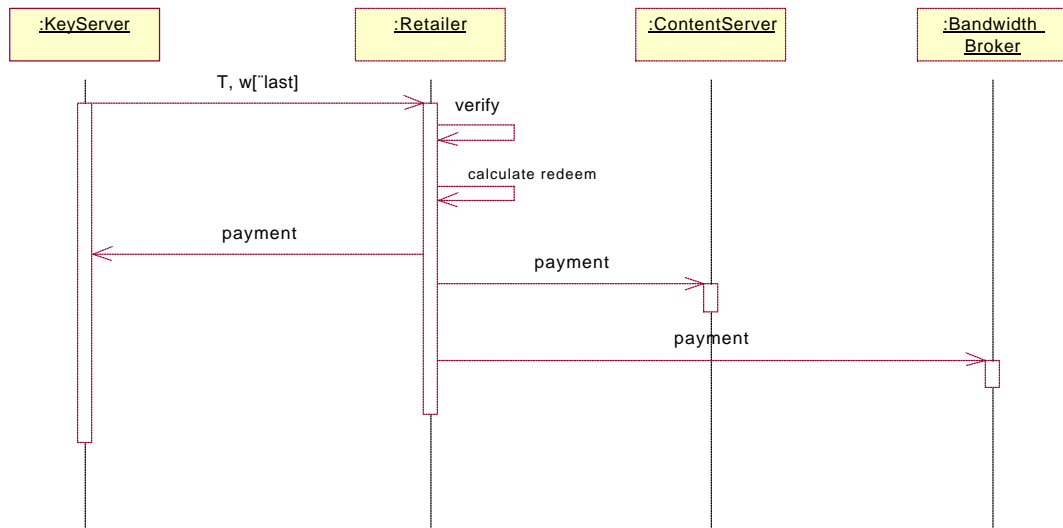 :KeyServer
:Retailer
:ContentServer
:Bandwidth
Broker
T, w[¨last]
verify
calculate redeem
payment
payment
payment